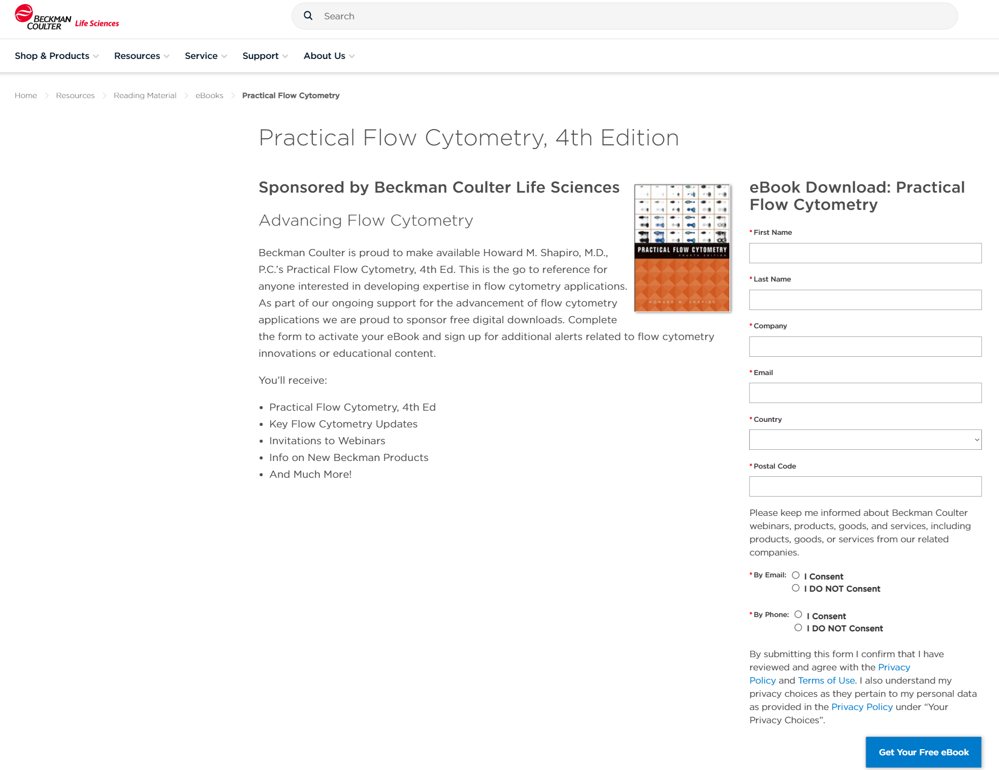 BECKMAN
COULTER Life Sciences
Search
Shop & Products Resources Service Support About Us
Home Resources Reading Material eBooks Practical Flow Cytometry
Practical Flow Cytometry, 4th Edition
Sponsored by Beckman Coulter Life Sciences
Advancing Flow Cytometry
Beckman Coulter is proud to make available Howard M. Shapiro, M.D.,
P.C.’s Practical Flow Cytometry, 4th Ed. This is the go to reference for
anyone interested in developing expertise in flow cytometry applications.
As part of our ongoing support for the advancement of flow cytometry
applications we are proud to sponsor free digital downloads. Complete
the form to activate your eBook and sign up for additional alerts related to flow cytometry
innovations or educational content.
You’ll receive:
• Practical Flow Cytometry, 4th Ed
• Key Flow Cytometry Updates
• Invitations to Webinars
• Info on New Beckman Products
• And Much More!
PRACTICAL FLOW CYTOMETRY
FOURTH EDITION
HOWARD M. SHAPIRO
eBook Download: Practical
Flow Cytometry
* First Name
* Last Name
* Company
* Email
* Country
* Postal Code
Please keep me informed about Beckman Coulter
webinars, products, goods, and services, including
products, goods, or services from our related
companies.
* By Email: I Consent
I DO NOT Consent
* By Phone: I Consent
I DO NOT Consent
By submitting this form I confirm that I have
reviewed and agree with the Privacy
Policy and Terms of Use. I also understand my
privacy choices as they pertain to my personal data
as provided in the Privacy Policy under “Your
Privacy Choices”.
Get Your Free eBook